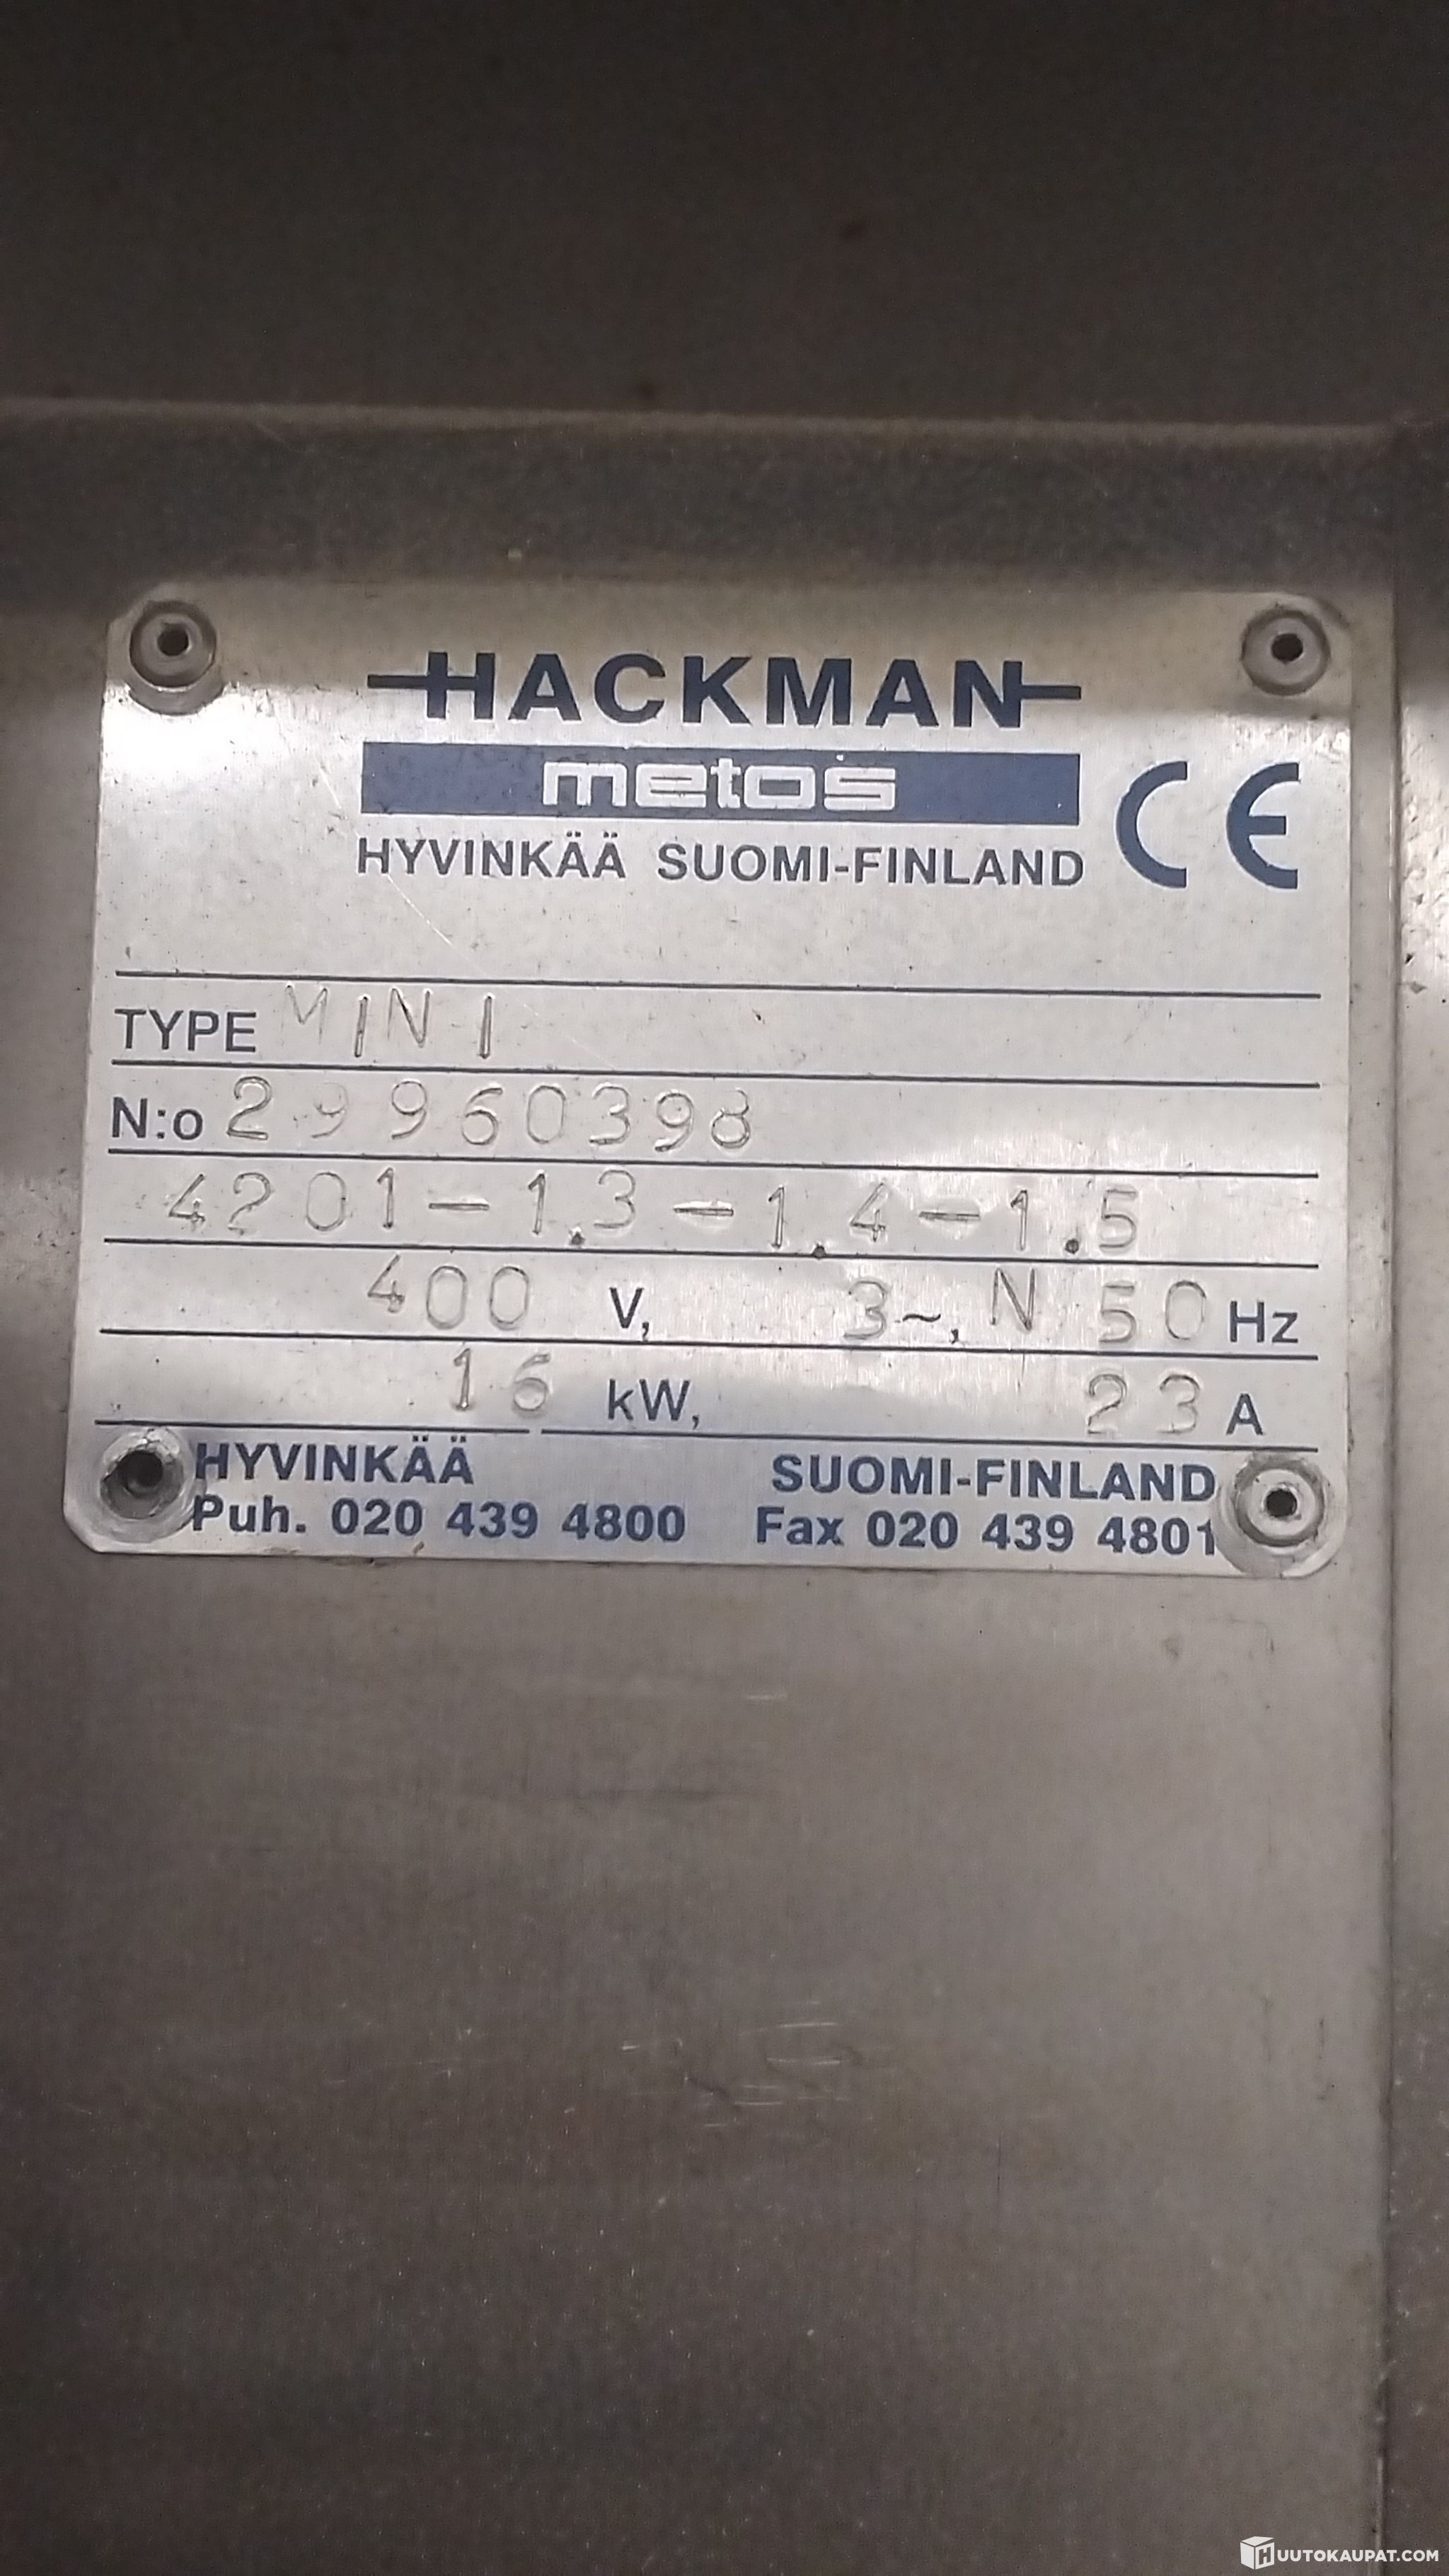 HACKMAN
metos
HYVINKÄÄ SUOMI-FINLAND CE
TYPE MINI
N:o 29960398
4201-1.3-1.4-1.5
400 V, 3~, N 50 Hz
16 kW, 23 A
HYVINKÄÄ SUOMI-FINLAND
Puh. 020 439 4800 Fax 020 439 4801
HUUTOKAUPAT.COM